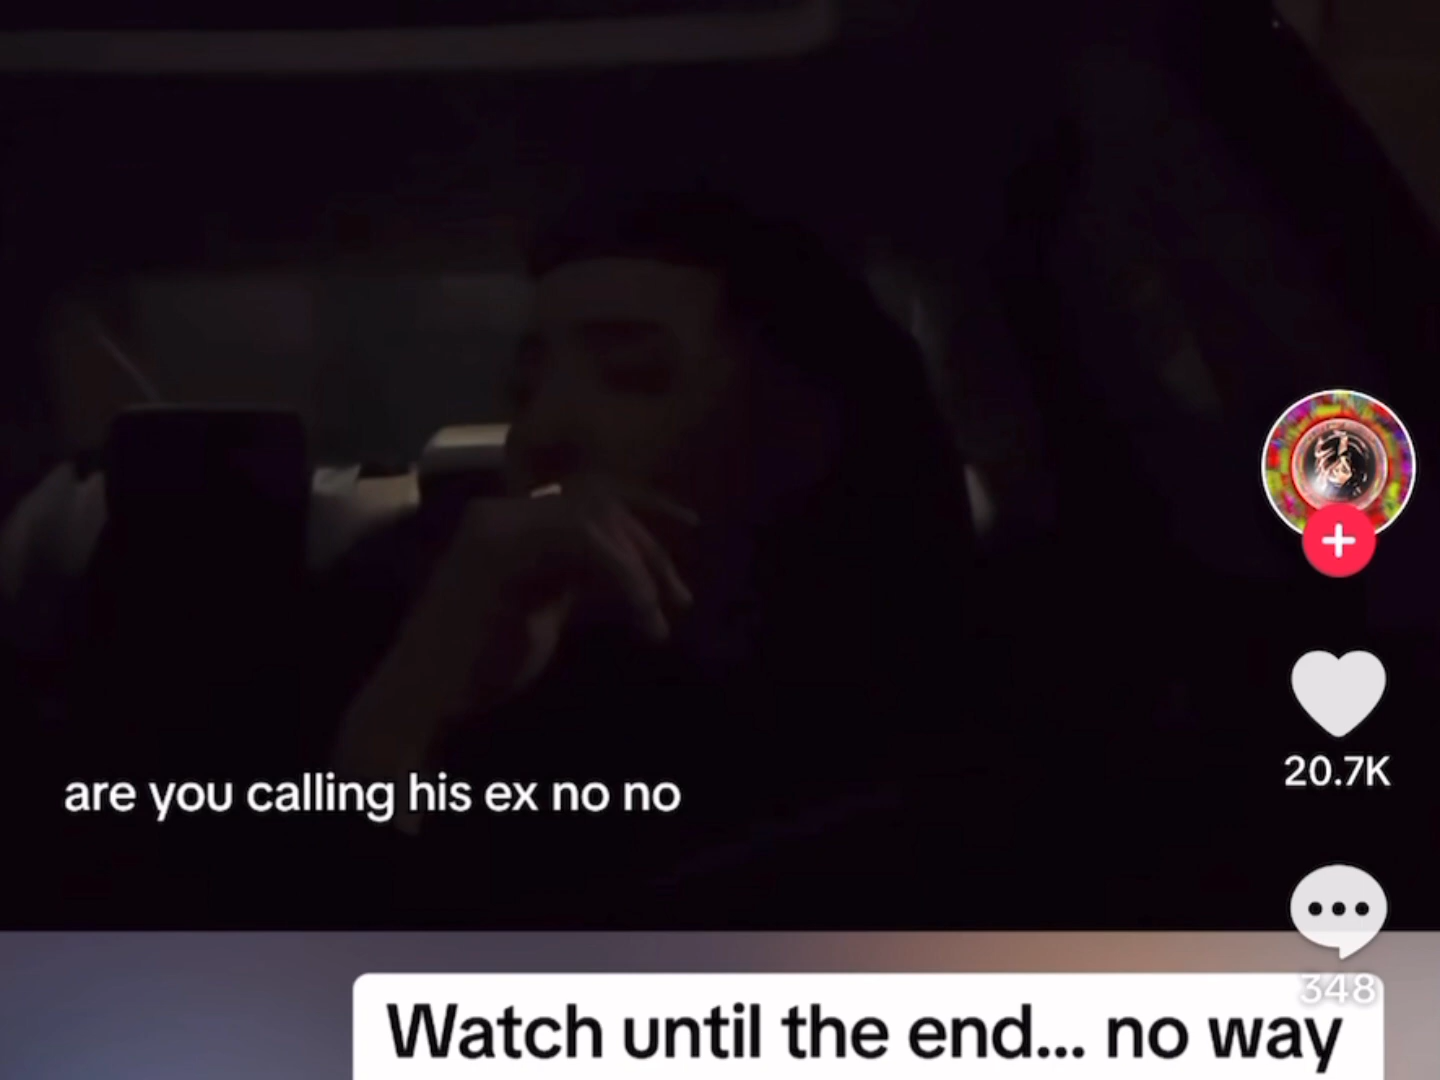 are you calling his ex no no
20.7K
348
Watch until the end... no way